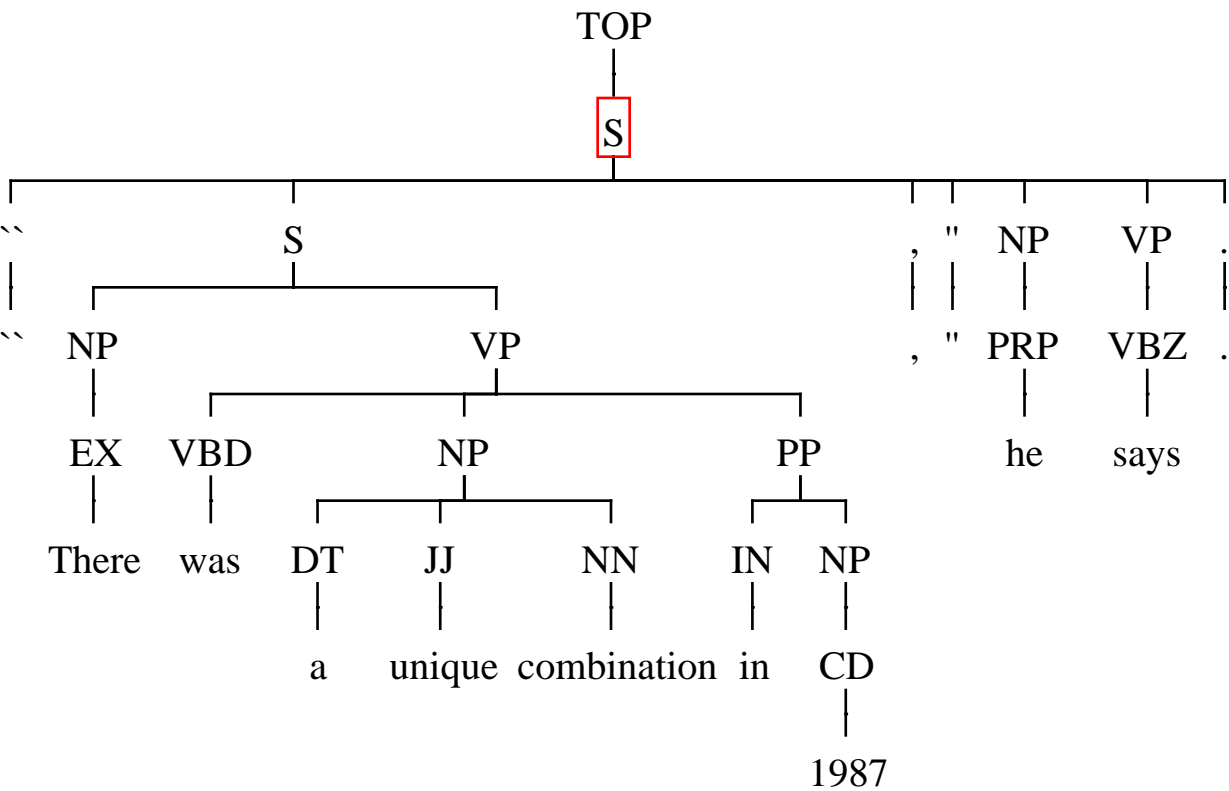 TOP
S
`` S , " NP VP .
`` NP VP , " PRP VBZ .
EX VBD NP PP he says
There was DT JJ NN IN NP
a unique combination in CD
1987